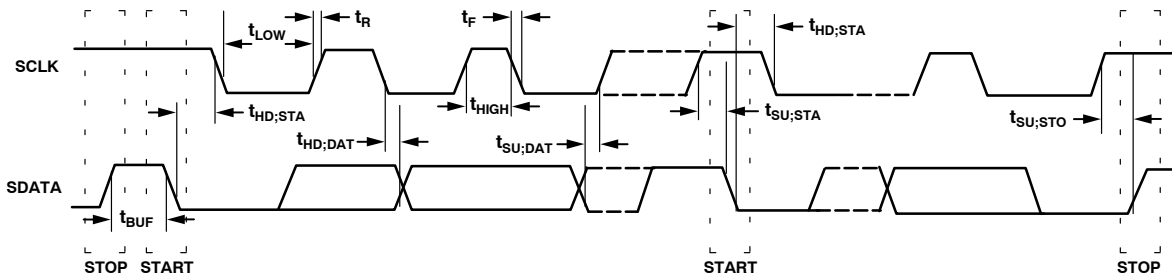 tLOW
tR
tF
tHD;STA
SCLK
tHD;STA
tHIGH
tSU;STA
tSU;STO
tHD;DAT
tSU;DAT
SDATA
tBUF
STOP START
START
STOP